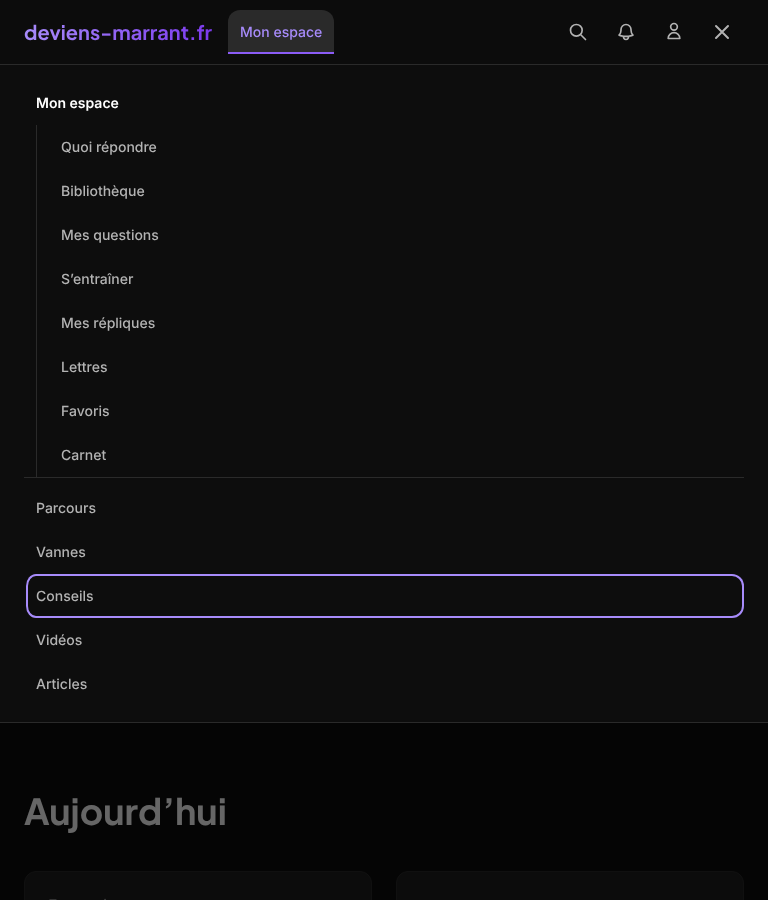 deviens-marrant.fr
Mon espace
Mon espace
Quoi répondre
Bibliothèque
Mes questions
S’entraîner
Mes répliques
Lettres
Favoris
Carnet
Parcours
Vannes
Conseils
Vidéos
Articles
Aujourd’hui